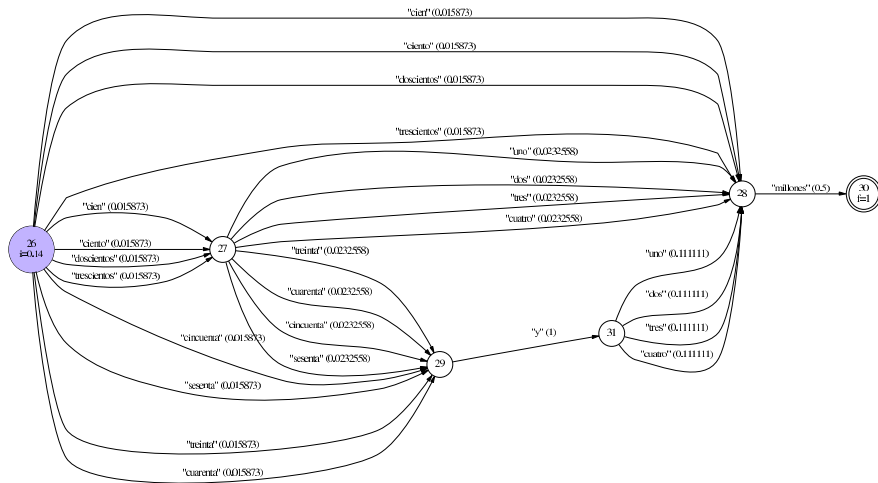 "cien" (0.015873)
"ciento" (0.015873)
"doscientos" (0.015873)
"trescientos" (0.015873)
"uno" (0.0232558)
"dos" (0.0232558)
"tres" (0.0232558)
"cuatro" (0.0232558)
28
"millones" (0.5)
30
f=1
"cien" (0.015873)
26
i=0.14
"ciento" (0.015873)
"doscientos" (0.015873)
"trescientos" (0.015873)
27
"treinta" (0.0232558)
"cuarenta" (0.0232558)
"cincuenta" (0.0232558)
"sesenta" (0.0232558)
"cincuenta" (0.015873)
"sesenta" (0.015873)
29
"y" (1)
31
"uno" (0.111111)
"dos" (0.111111)
"tres" (0.111111)
"cuatro" (0.111111)
"treinta" (0.015873)
"cuarenta" (0.015873)